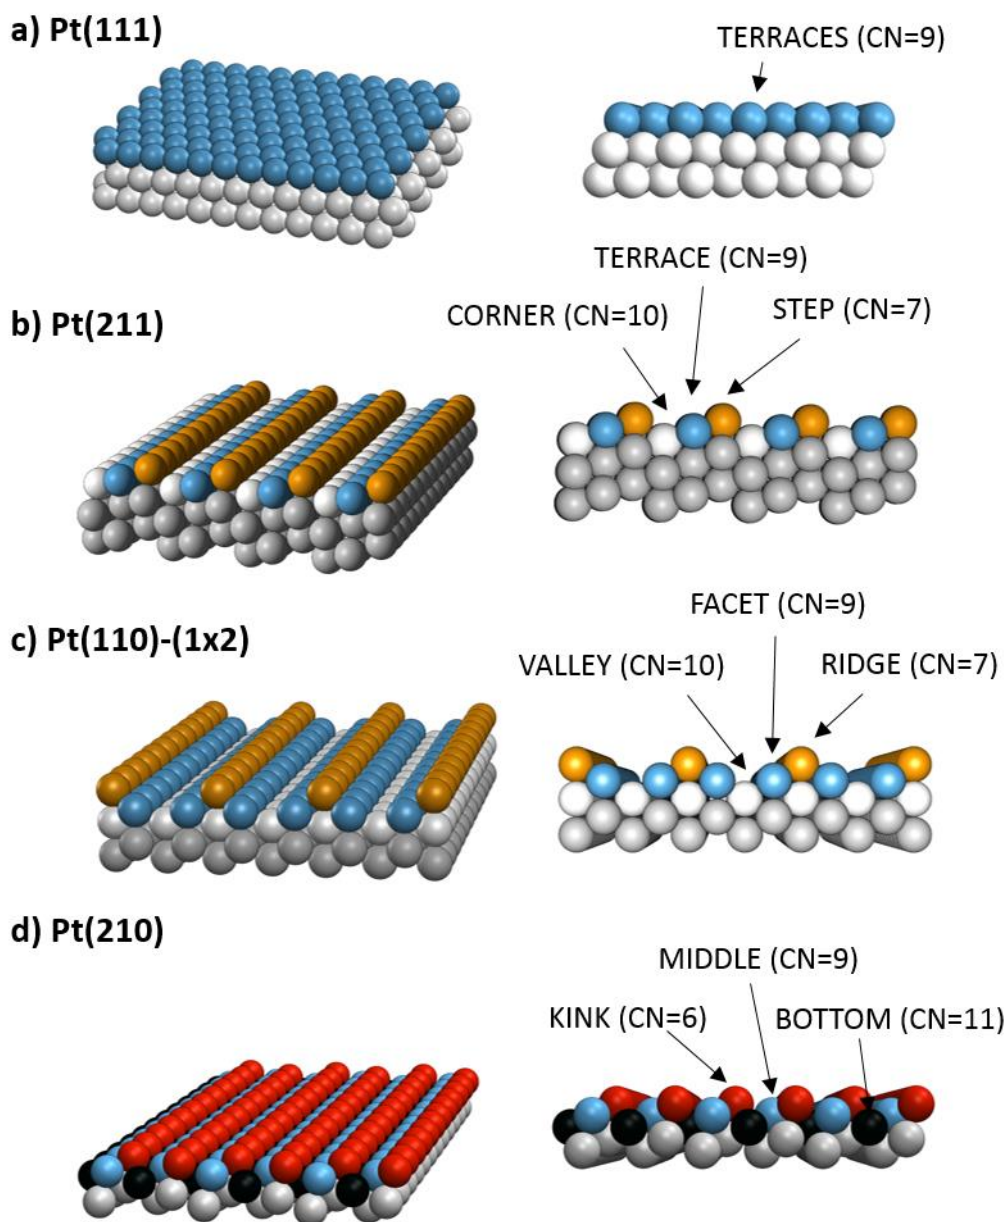 a) Pt(111)
TERRACES (CN=9)
TERRACE (CN=9)
b) Pt(211)
CORNER (CN=10)
STEP (CN=7)
FACET (CN=9)
c) Pt(110)-(1x2)
VALLEY (CN=10)
RIDGE (CN=7)
d) Pt(210)
MIDDLE (CN=9)
KINK (CN=6)
BOTTOM (CN=11)